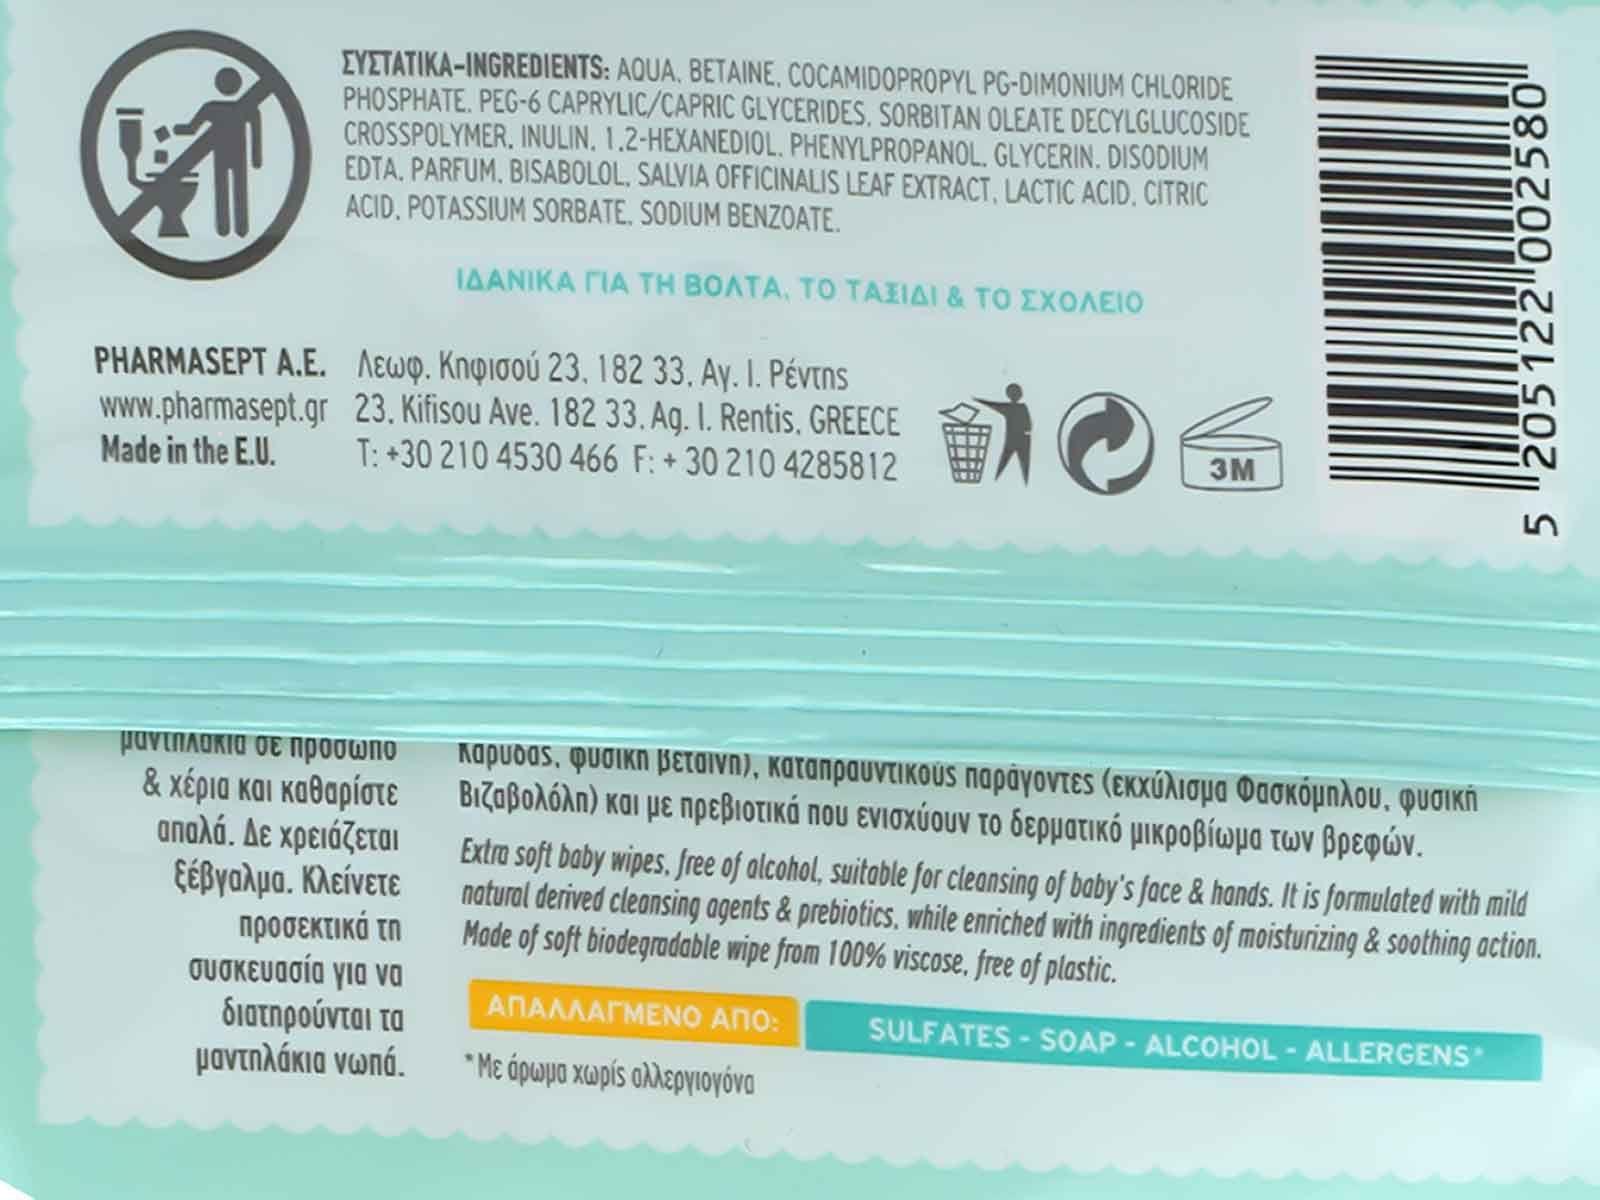 ΣΥΣΤΑΤΙΚΑ-INGREDIENTS: AQUA, BETAINE, COCAMIDOPROPYL PG-DIMONIUM CHLORIDE
PHOSPHATE, PEG-6 CAPRYLIC/CAPRIC GLYCERIDES, SORBITAN OLEATE DECYLGLUCOSIDE
CROSSPOLYMER, INULIN, 1,2-HEXANEDIOL, PHENYLPROPANOL, GLYCERIN, DISODIUM
EDTA, PARFUM, BISABOLOL, SALVIA OFFICINALIS LEAF EXTRACT, LACTIC ACID, CITRIC
ACID, POTASSIUM SORBATE, SODIUM BENZOATE.
ΙΔΑΝΙΚΑ ΓΙΑ ΤΗ ΒΟΛΤΑ, ΤΟ ΤΑΞΙΔΙ & ΤΟ ΣΧΟΛΕΙΟ
PHARMASEPT A.E.
www.pharmasept.gr
Made in the E.U.
Λεωφ. Κηφισού 23, 182 33, Αγ. Ι. Ρέντης
23, Kifisou Ave. 182 33, Ag. I. Rentis, GREECE
T: +30 210 4530 466 F: + 30 210 4285812
3M
5 205122 002580
μαντηλάκια σε πρόσωπο
& χέρια και καθαρίστε
απαλά. Δε χρειάζεται
ξέβγαλμα. Κλείνετε
προσεκτικά τη
συσκευασία για να
διατηρούνται τα
μαντηλάκια νωπά.
Καρύδας, φυσική βεταΐνη), καταπραυντικούς παράγοντες (εκχύλισμα Φασκόμηλου, φυσική
Βιζαβολόλη) και με πρεβιοτικά που ενισχύουν το δερματικό μικροβίωμα των βρεφών.
Extra soft baby wipes, free of alcohol, suitable for cleansing of baby's face & hands. It is formulated with mild
natural derived cleansing agents & prebiotics, while enriched with ingredients of moisturizing & soothing action.
Made of soft biodegradable wipe from 100% viscose, free of plastic.
ΑΠΑΛΛΑΓΜΕΝΟ ΑΠΟ:
SULFATES - SOAP - ALCOHOL - ALLERGENS*
*Με άρωμα χωρίς αλλεργιογόνα